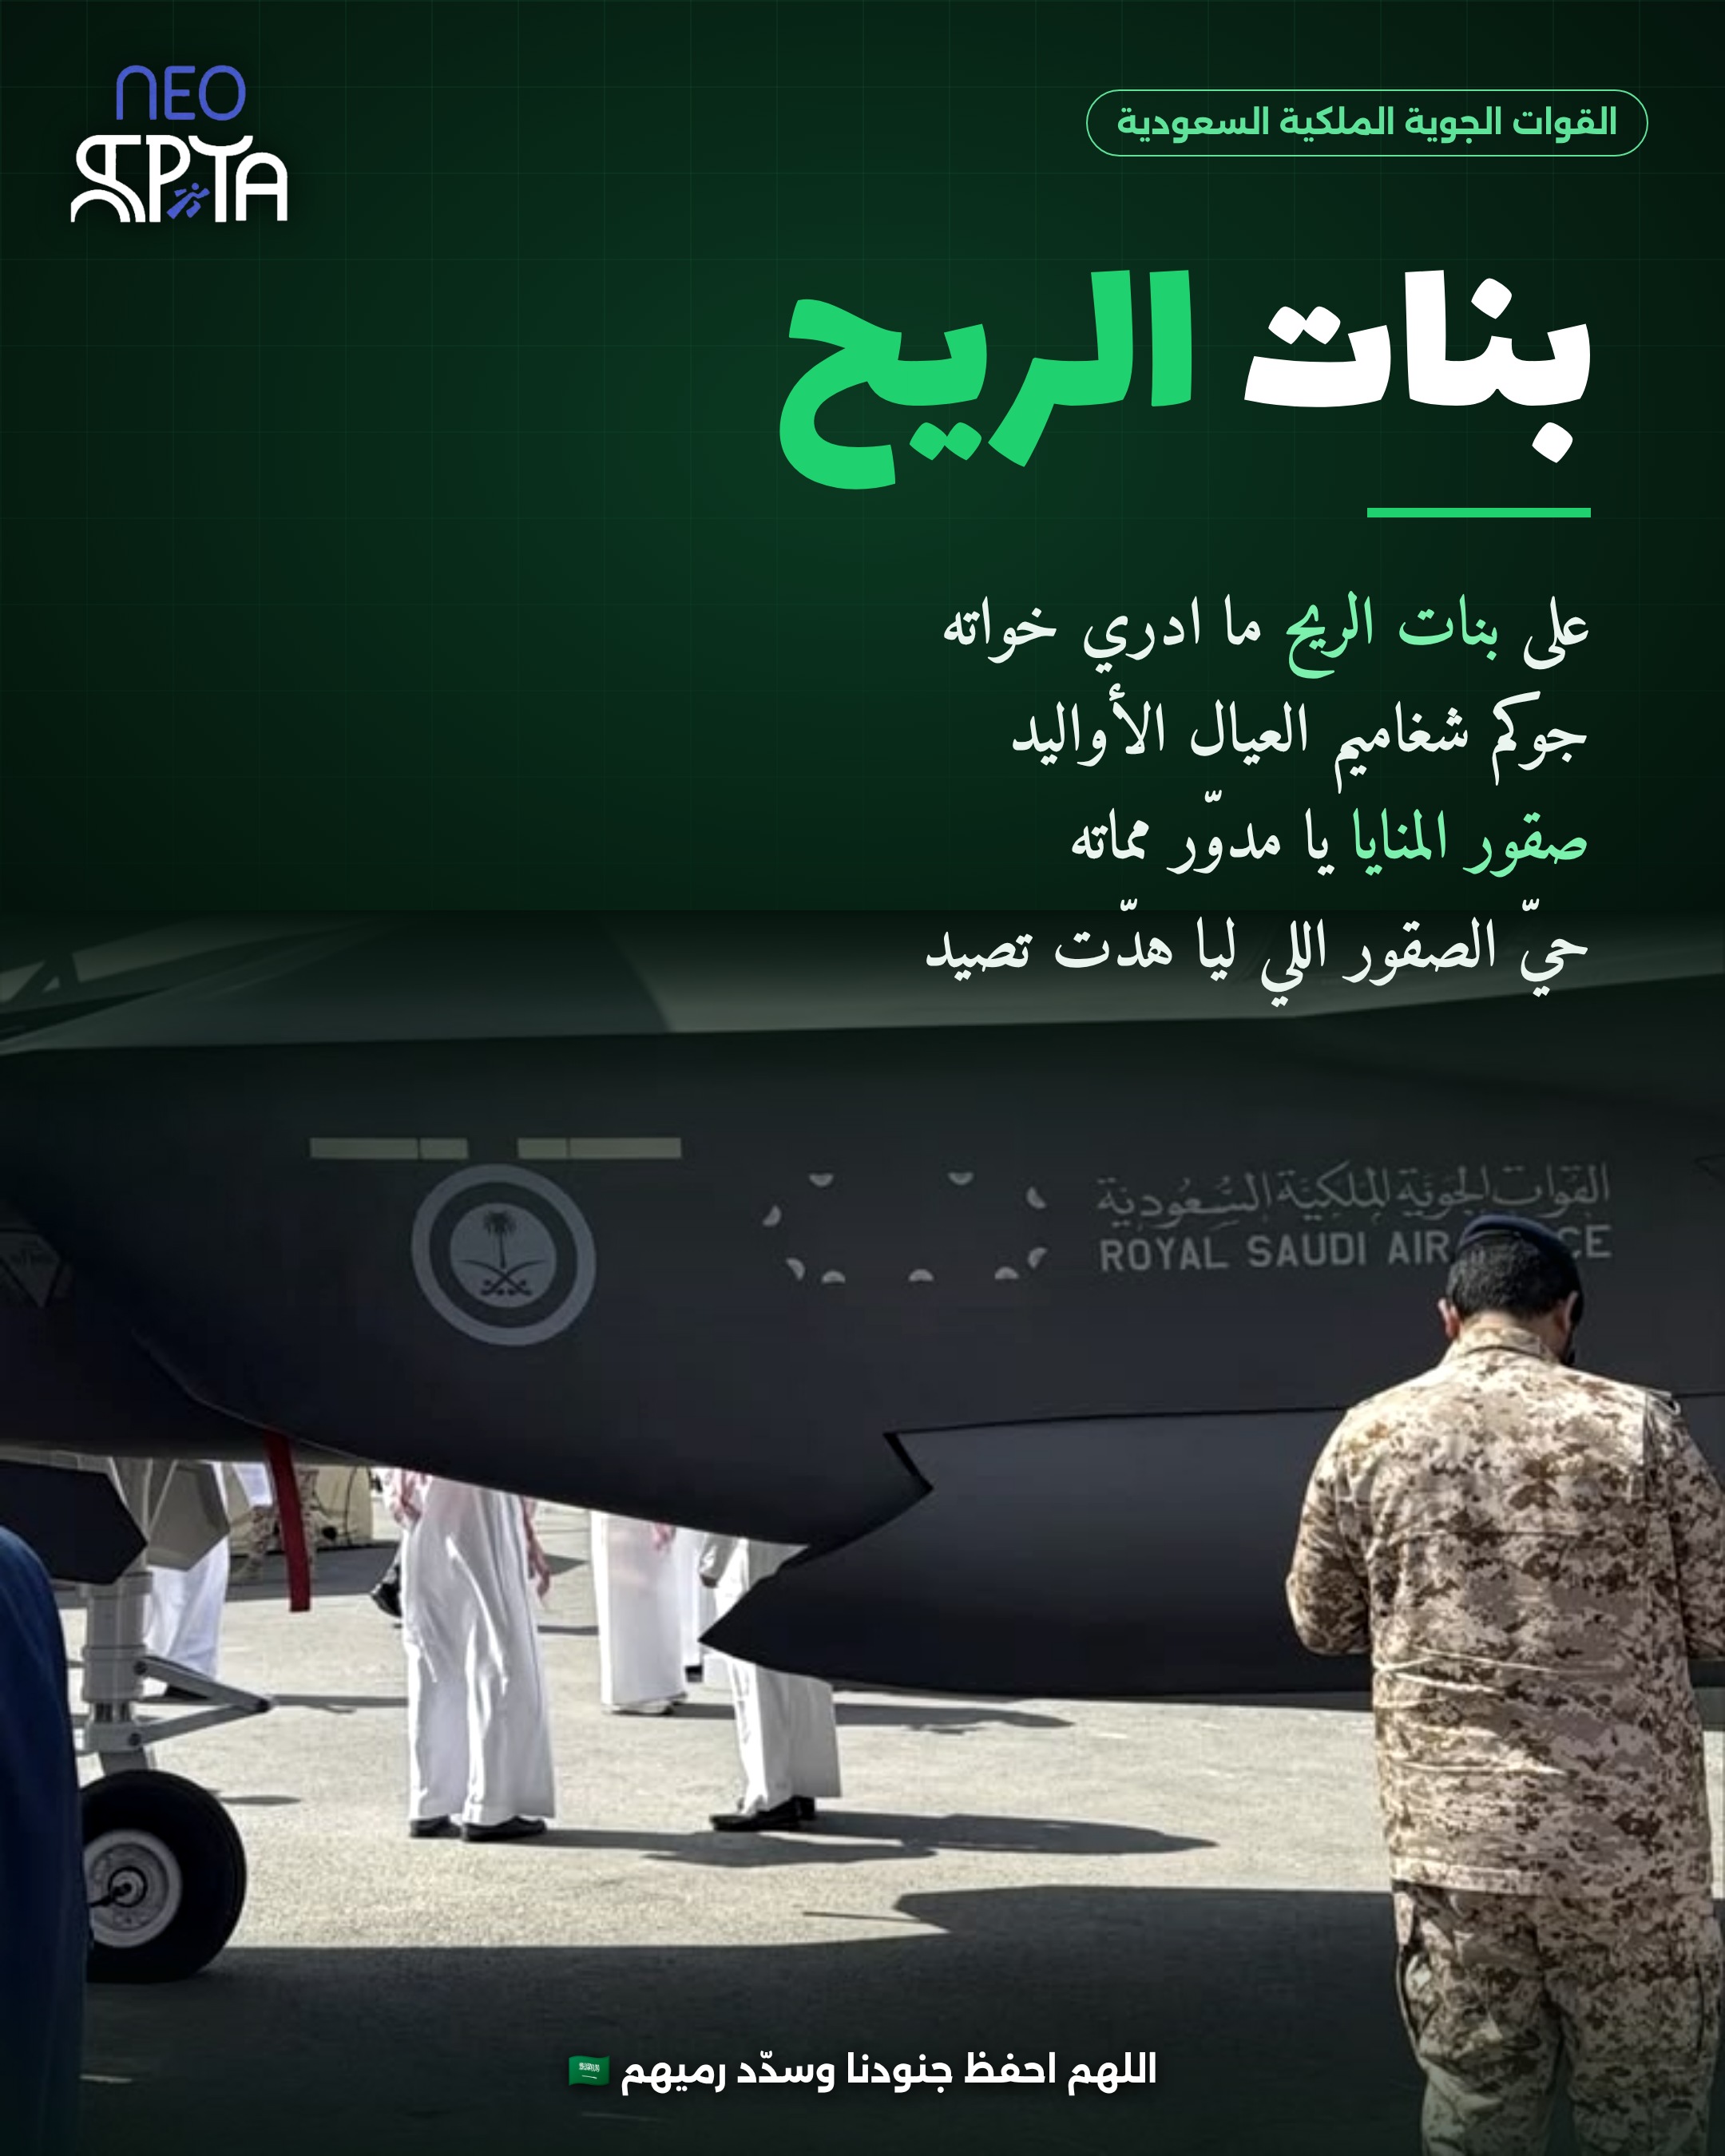 NEO
SPTA
القوات الجوية الملكية السعودية
بنات الريح
على بنات الريح ما ادري خواته
جوكم شغاميم العيال الأواليد
صقور المنايا يا مدوّر مماته
حيّ الصقور اللي ليا هدّت تصيد
القوات الجوية الملكية السعودية
ROYAL SAUDI AIR CE
اللهم احفظ جنودنا وسدّد رميهم 🇸🇦